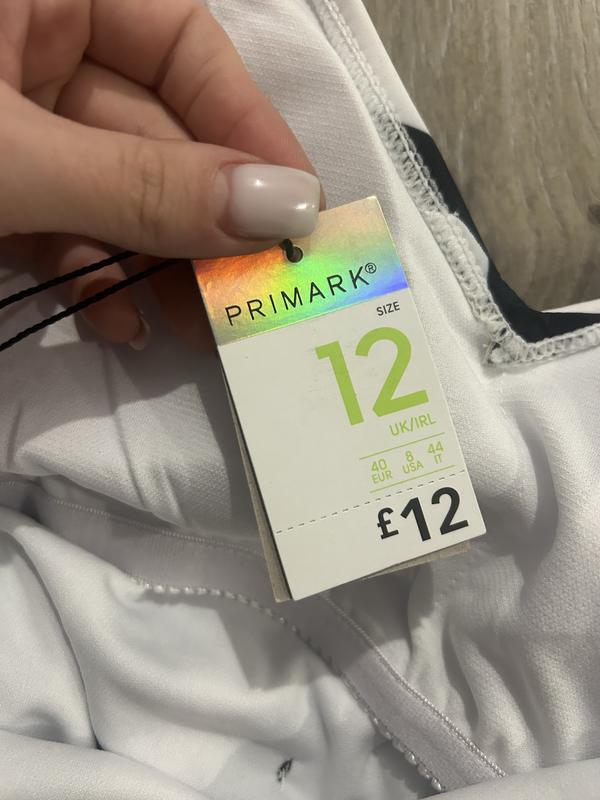 PRIMARK®
SIZE
12
UK/IRL
40 8 44
EUR USA IT
£12